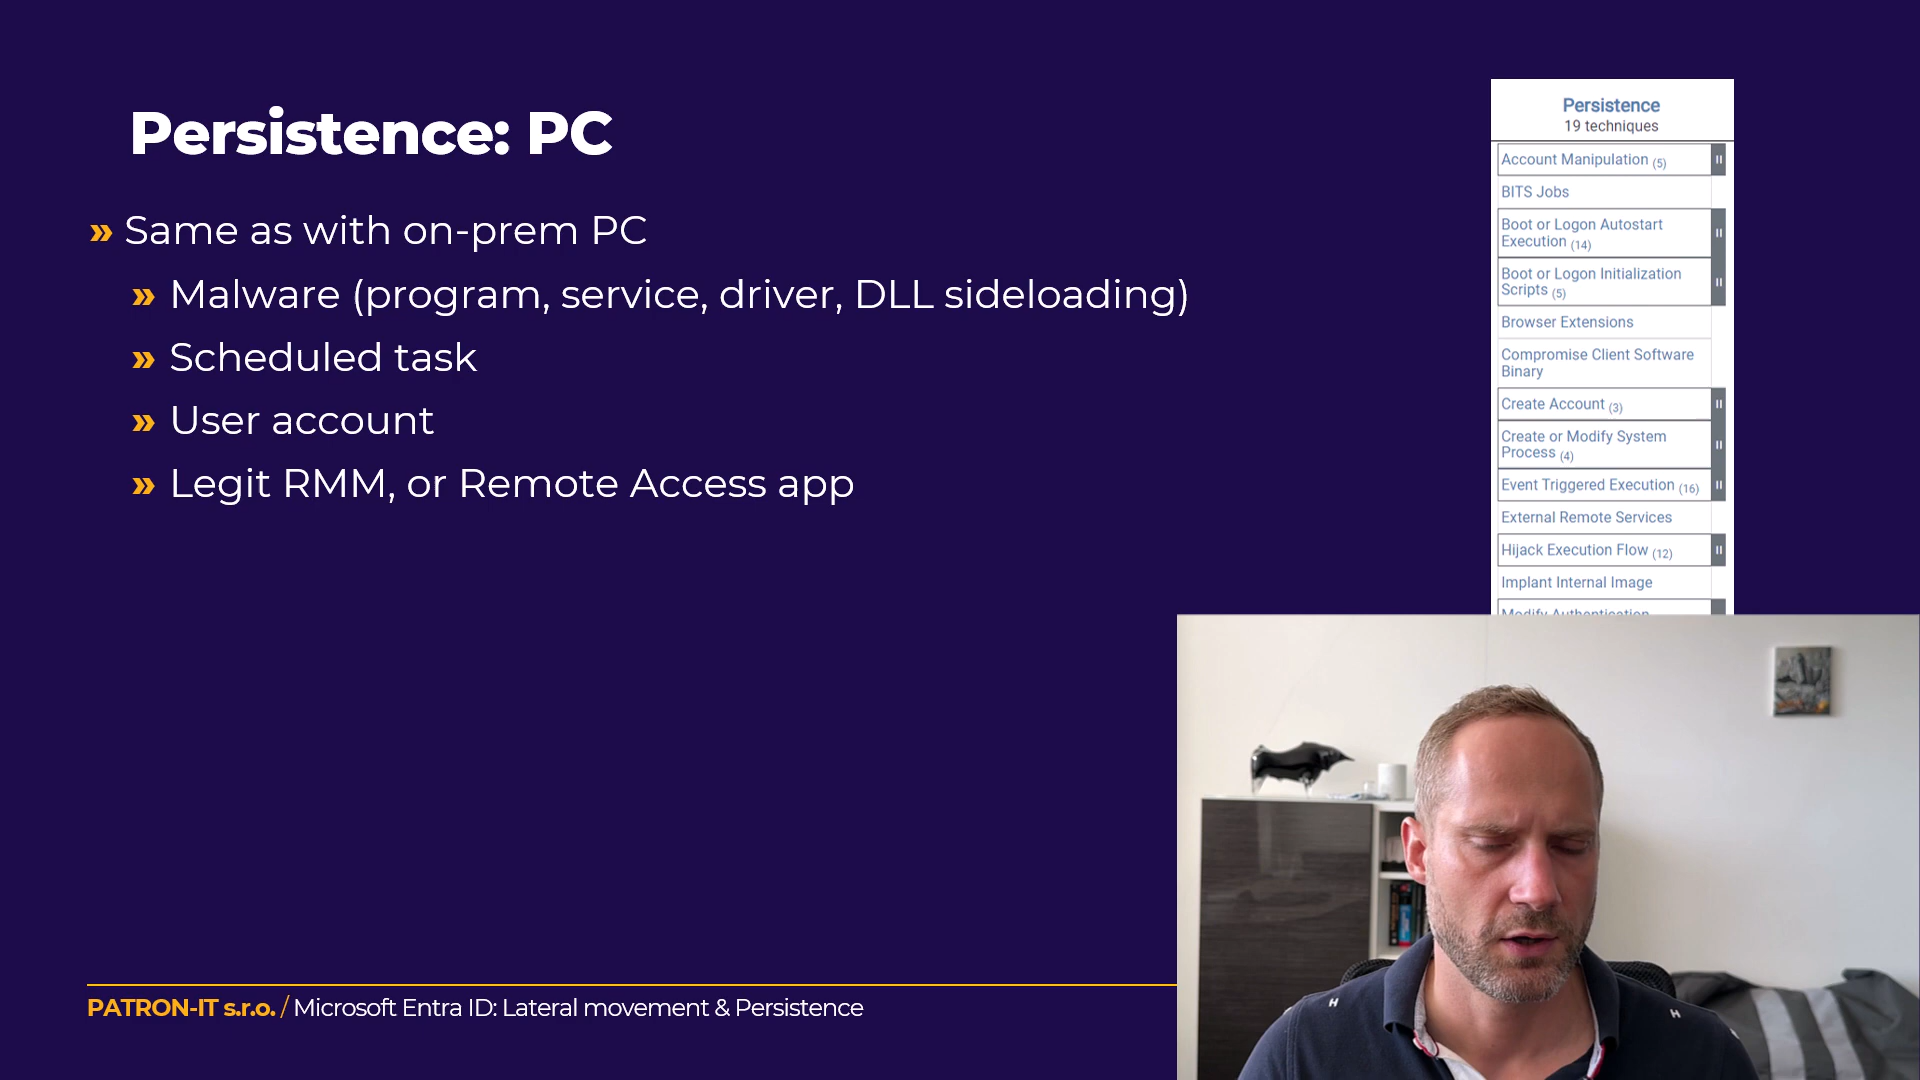 Persistence: PC
» Same as with on-prem PC
» Malware (program, service, driver, DLL sideloading)
» Scheduled task
» User account
» Legit RMM, or Remote Access app
Persistence
19 techniques
Account Manipulation (5)
BITS Jobs
Boot or Logon Autostart
Execution (14)
Boot or Logon Initialization
Scripts (5)
Browser Extensions
Compromise Client Software
Binary
Create Account (3)
Create or Modify System
Process (4)
Event Triggered Execution (16)
External Remote Services
Hijack Execution Flow (12)
Implant Internal Image
Modify Authentication
PATRON-IT s.r.o. / Microsoft Entra ID: Lateral movement & Persistence
H
H